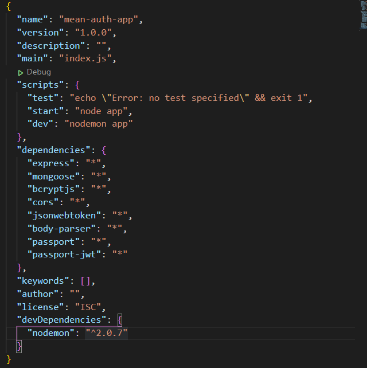 {
"name": "mean-auth-app",
"version": "1.0.0",
"description": "",
"main": "index.js",
Debug
"scripts": {
"test": "echo \"Error: no test specified\" && exit 1",
"start": "node app",
"dev": "nodemon app"
},
"dependencies": {
"express": "*",
"mongoose": "*",
"bcryptjs": "*",
"cors": "*",
"jsonwebtoken": "*",
"body-parser": "*",
"passport": "*",
"passport-jwt": "*"
},
"keywords": [],
"author": "",
"license": "ISC",
"devDependencies": {
"nodemon": "^2.0.7"
}
}